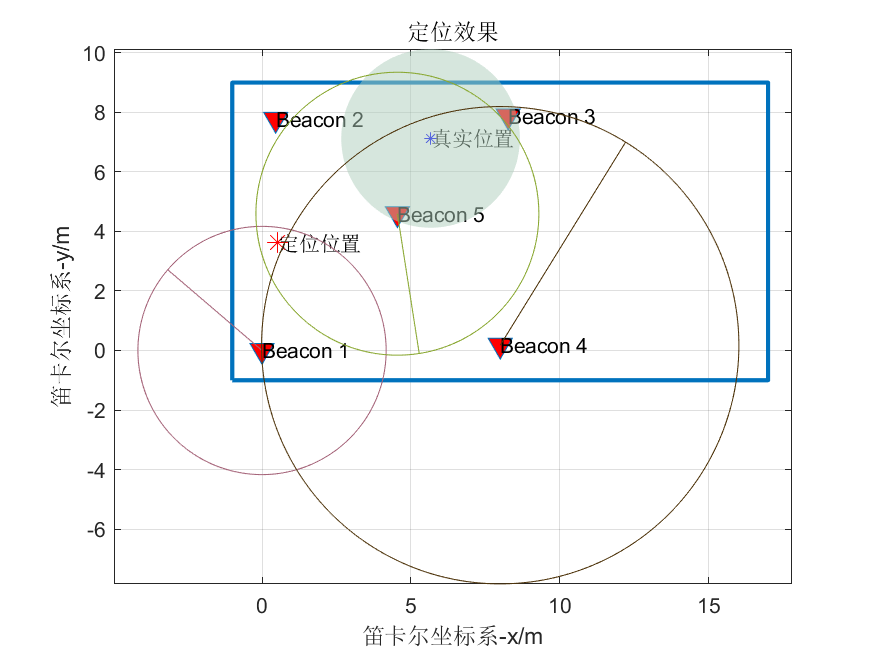 定位效果
10
8
6
4
2
0
-2
-4
-6
笛卡尔坐标系-y/m
Beacon 2
Beacon 3
真实位置
Beacon 5
定位位置
Beacon 1
Beacon 4
0
5
10
15
笛卡尔坐标系-x/m